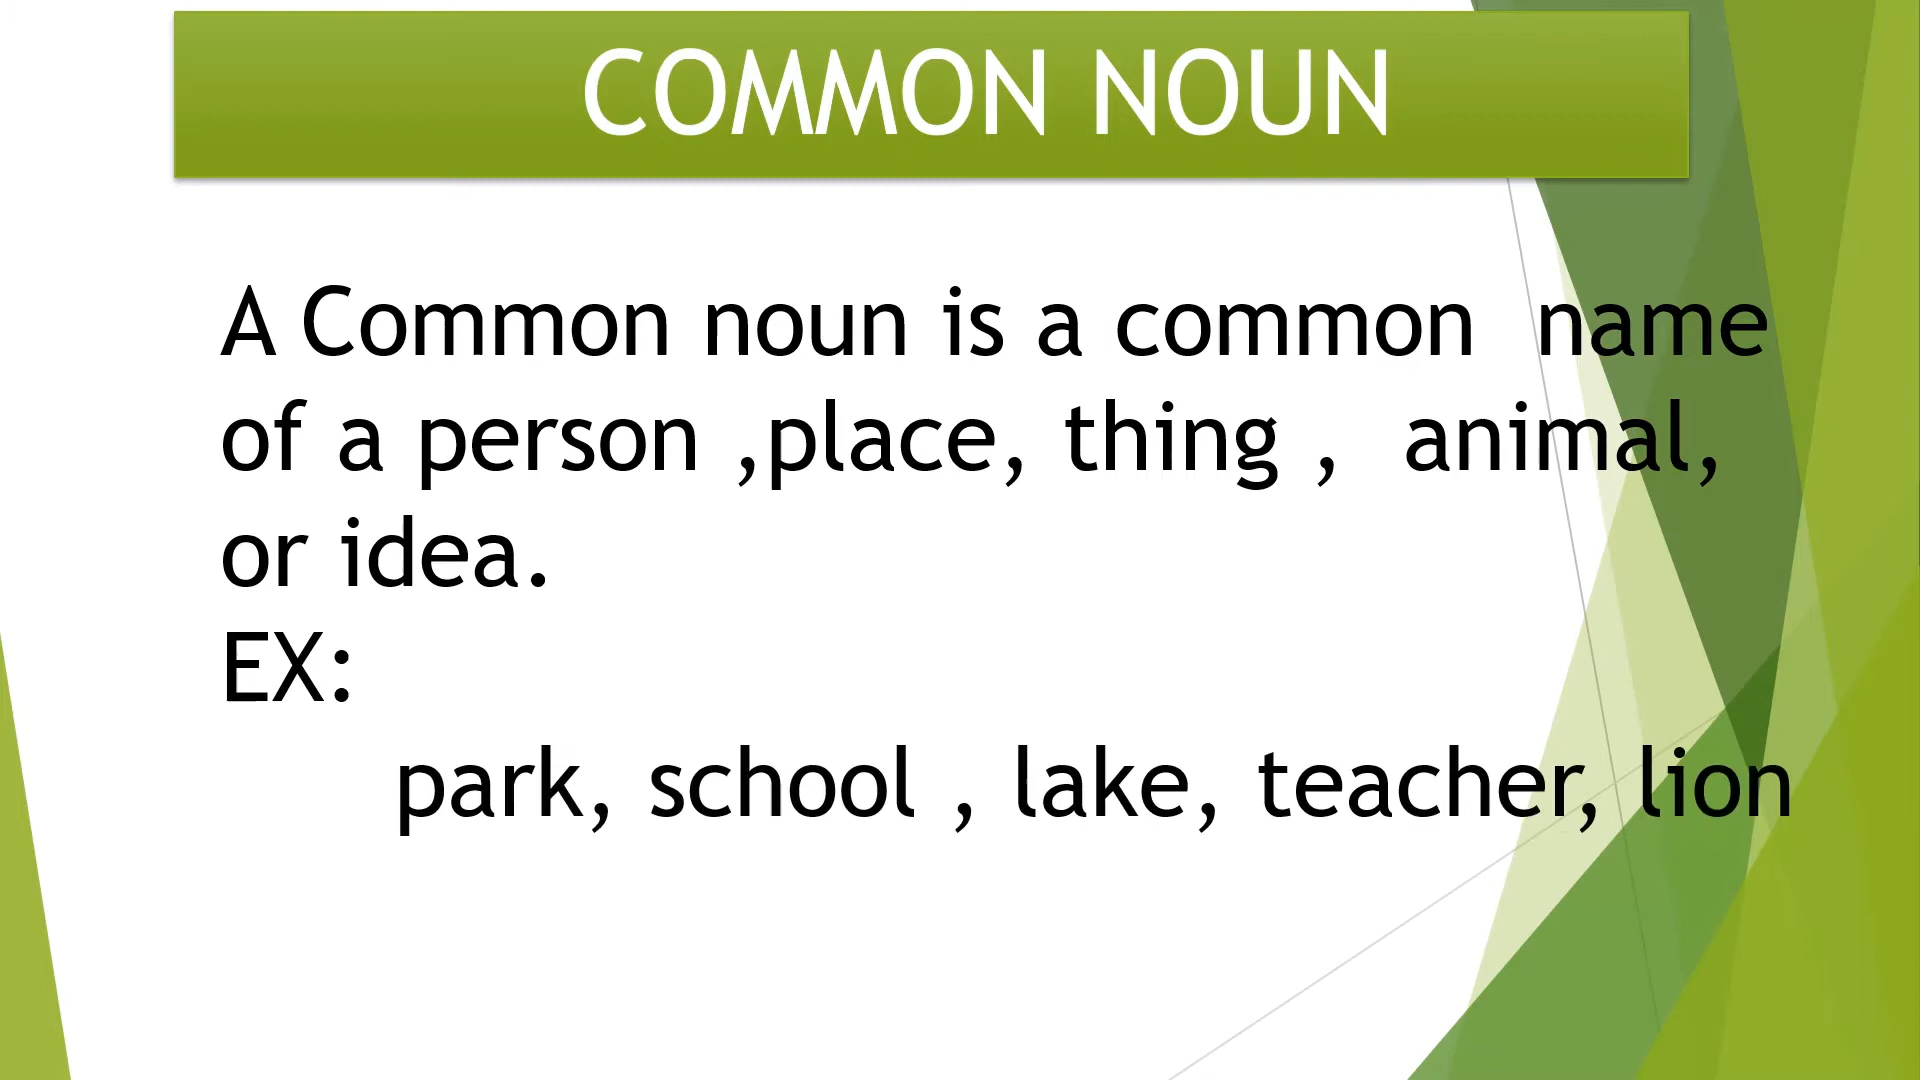 COMMON NOUN
A Common noun is a common  name
of a person ,place, thing ,  animal,
or idea.
EX:
park, school , lake, teacher, lion